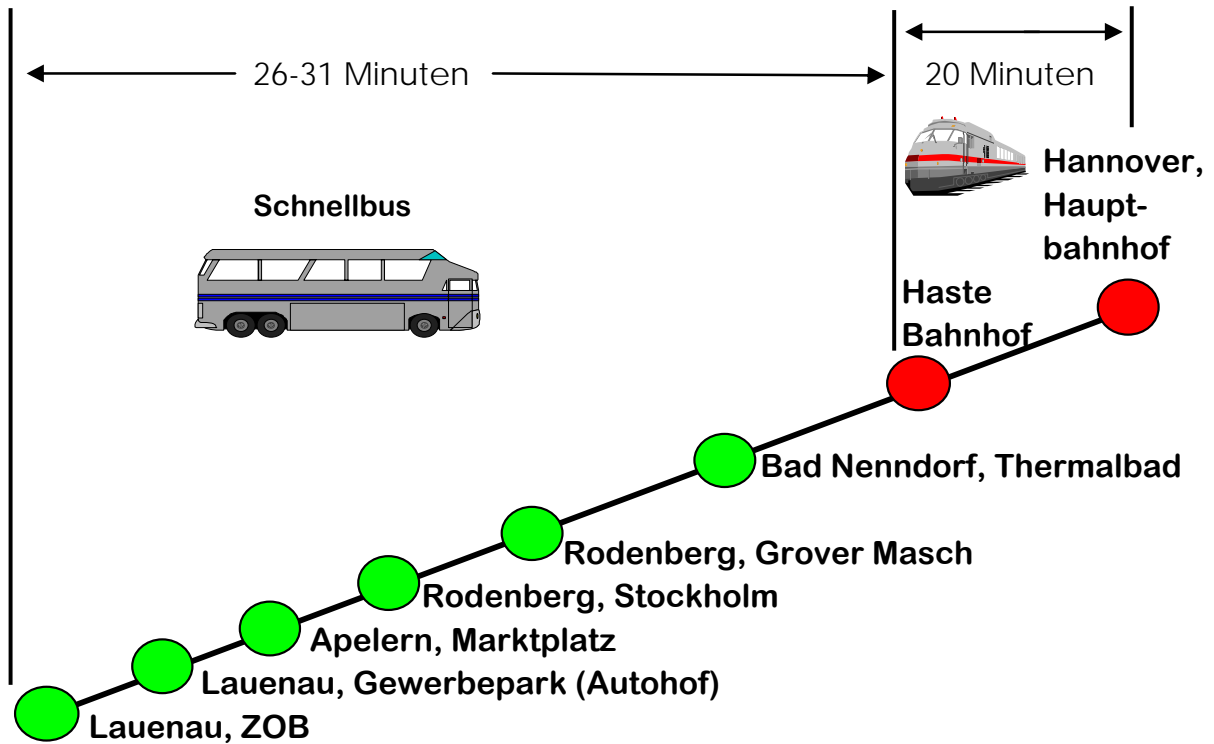 26-31 Minuten
20 Minuten
Schnellbus
Hannover,
Haupt-
bahnhof
Haste
Bahnhof
Bad Nenndorf, Thermalbad
Rodenberg, Grover Masch
Rodenberg, Stockholm
Apelern, Marktplatz
Lauenau, Gewerbepark (Autohof)
Lauenau, ZOB